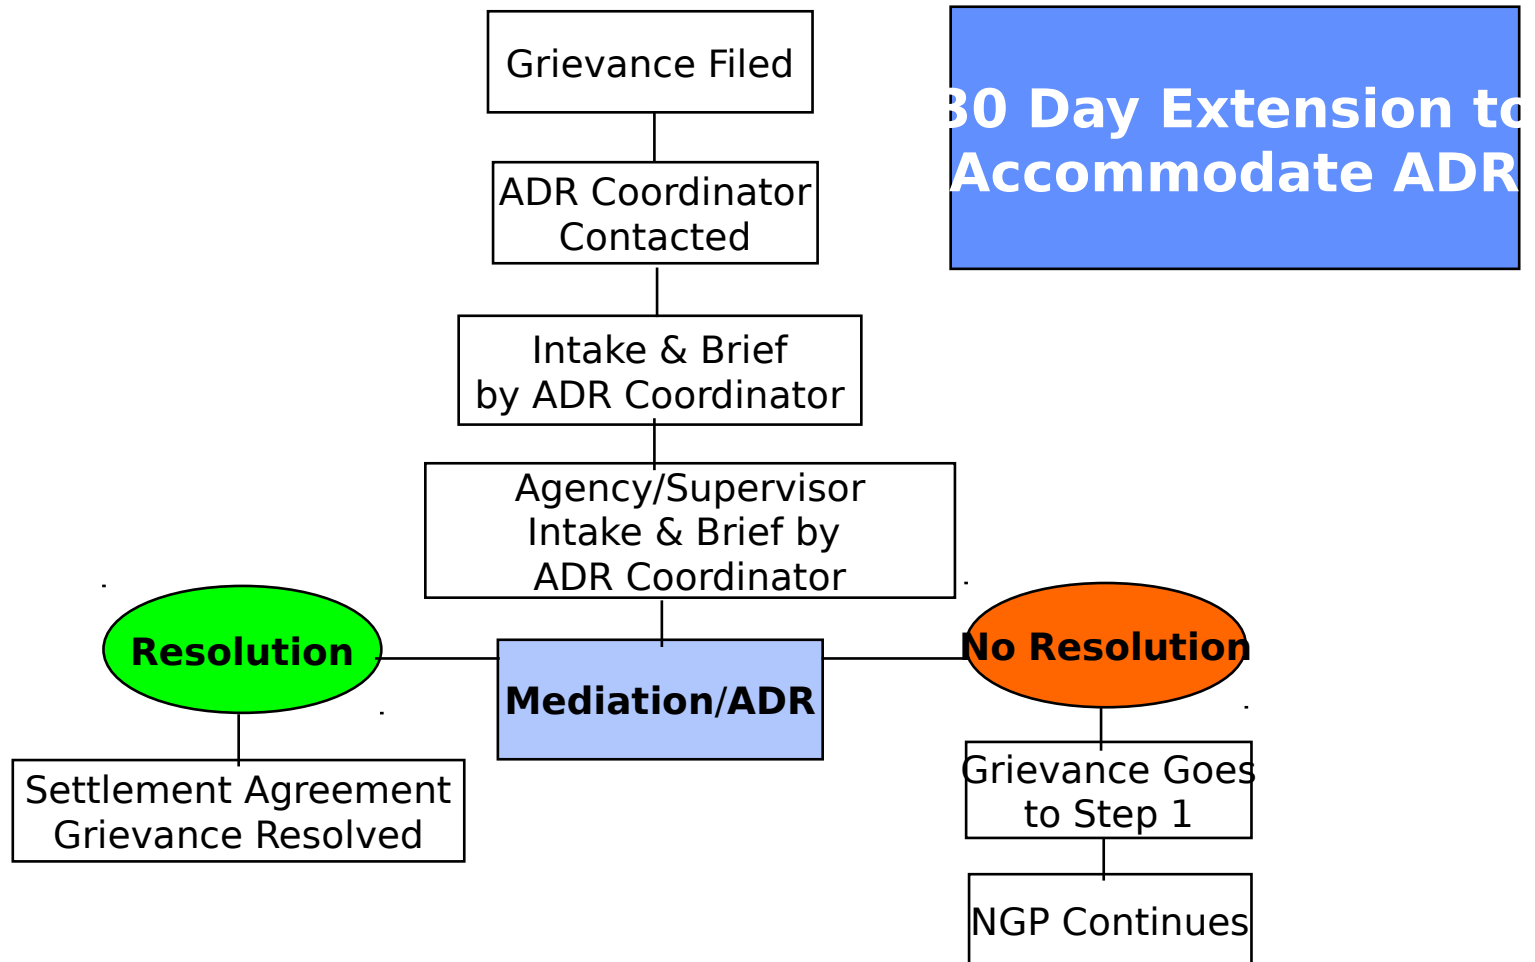 Grievance Filed
30 Day Extension to
Accommodate ADR
ADR Coordinator
Contacted
Intake & Brief
by ADR Coordinator
Agency/Supervisor
Intake & Brief by
ADR Coordinator
Resolution
Mediation/ADR
No Resolution
Settlement Agreement
Grievance Resolved
Grievance Goes
to Step 1
NGP Continues